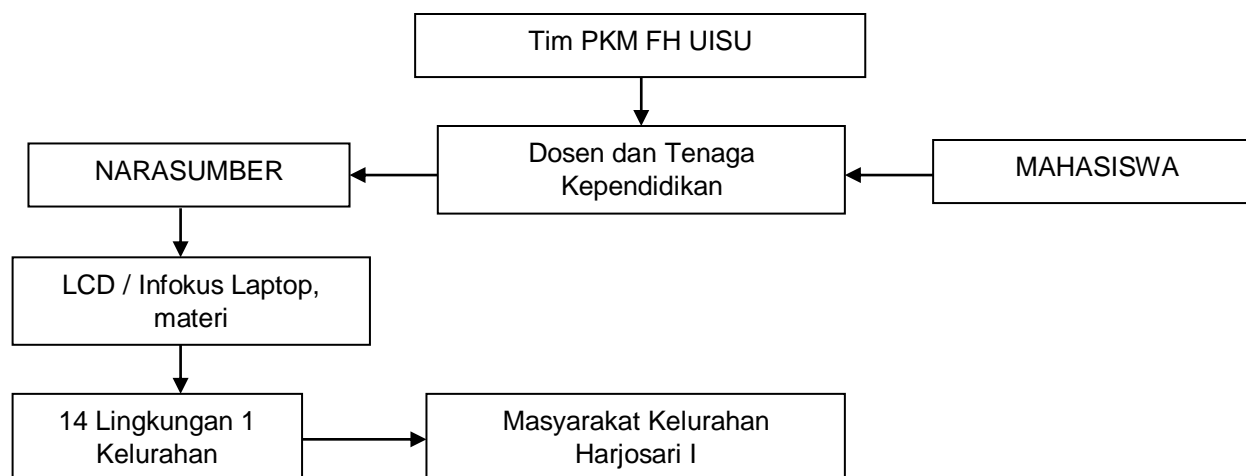 Tim PKM FH UISU
NARASUMBER
Dosen dan Tenaga
Kependidikan
MAHASISWA
LCD / Infokus Laptop,
materi
14 Lingkungan 1
Kelurahan
Masyarakat Kelurahan
Harjosari I